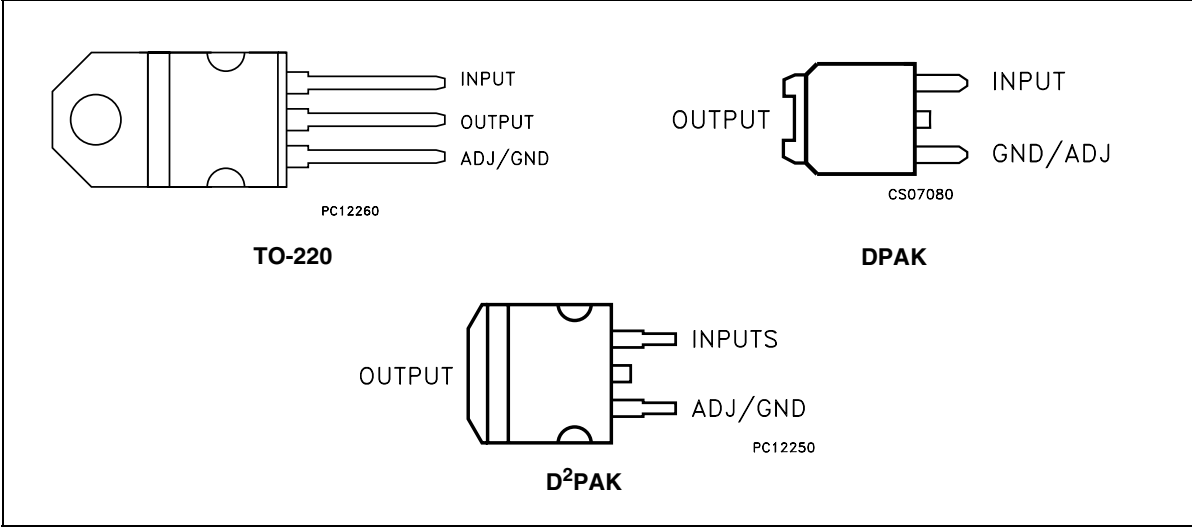 INPUT
OUTPUT
ADJ/GND
PC12260
TO-220
OUTPUT
INPUT
GND/ADJ
CS07080
DPAK
OUTPUT
INPUTS
ADJ/GND
PC12250
D²PAK